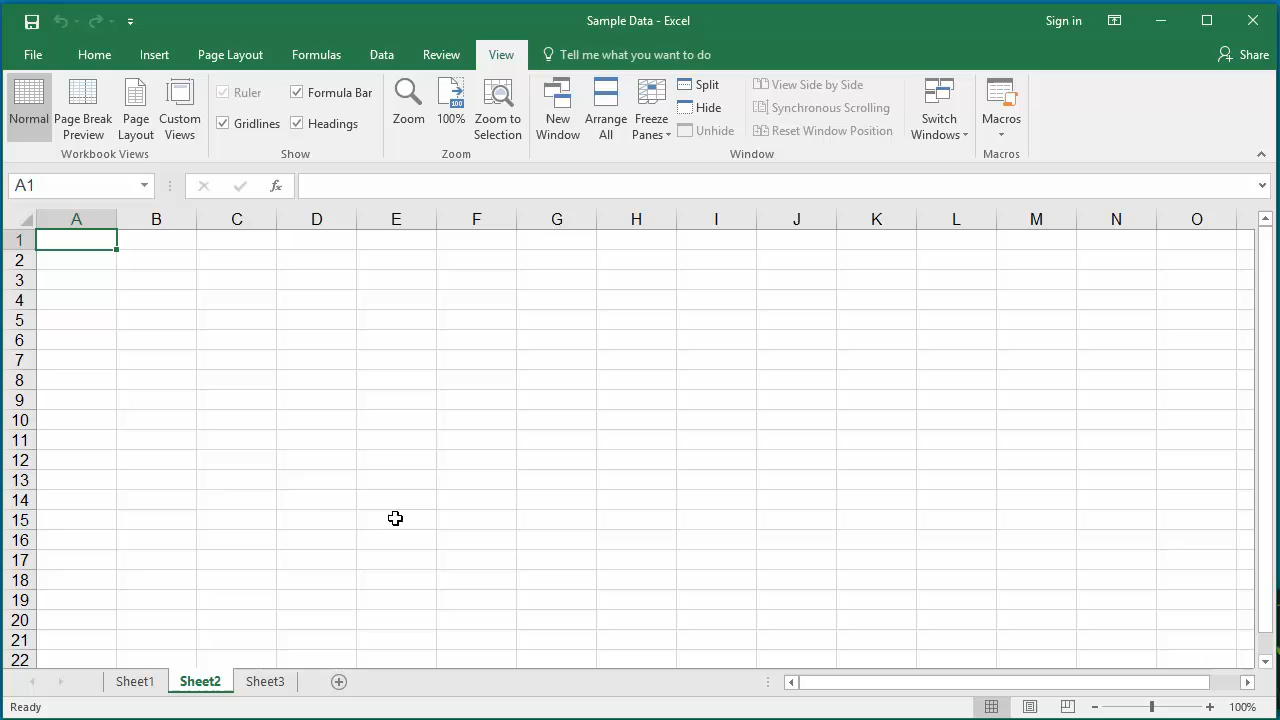 Sample Data - Excel
Sign in
File Home Insert Page Layout Formulas Data Review View Tell me what you want to do Share
Normal
Page Break Preview
Page Layout
Custom Views
Workbook Views
Ruler
Formula Bar
Gridlines
Headings
Show
Zoom
100
100%
Zoom to Selection
Zoom
New Window
Arrange All
Freeze Panes
Split
Hide
Unhide
View Side by Side
Synchronous Scrolling
Reset Window Position
Switch Windows
Window
Macros
Macros
A1
fx
A B C D E F G H I J K L M N O
1
2
3
4
5
6
7
8
9
10
11
12
13
14
15
16
17
18
19
20
21
22
Sheet1 Sheet2 Sheet3
Ready
100%